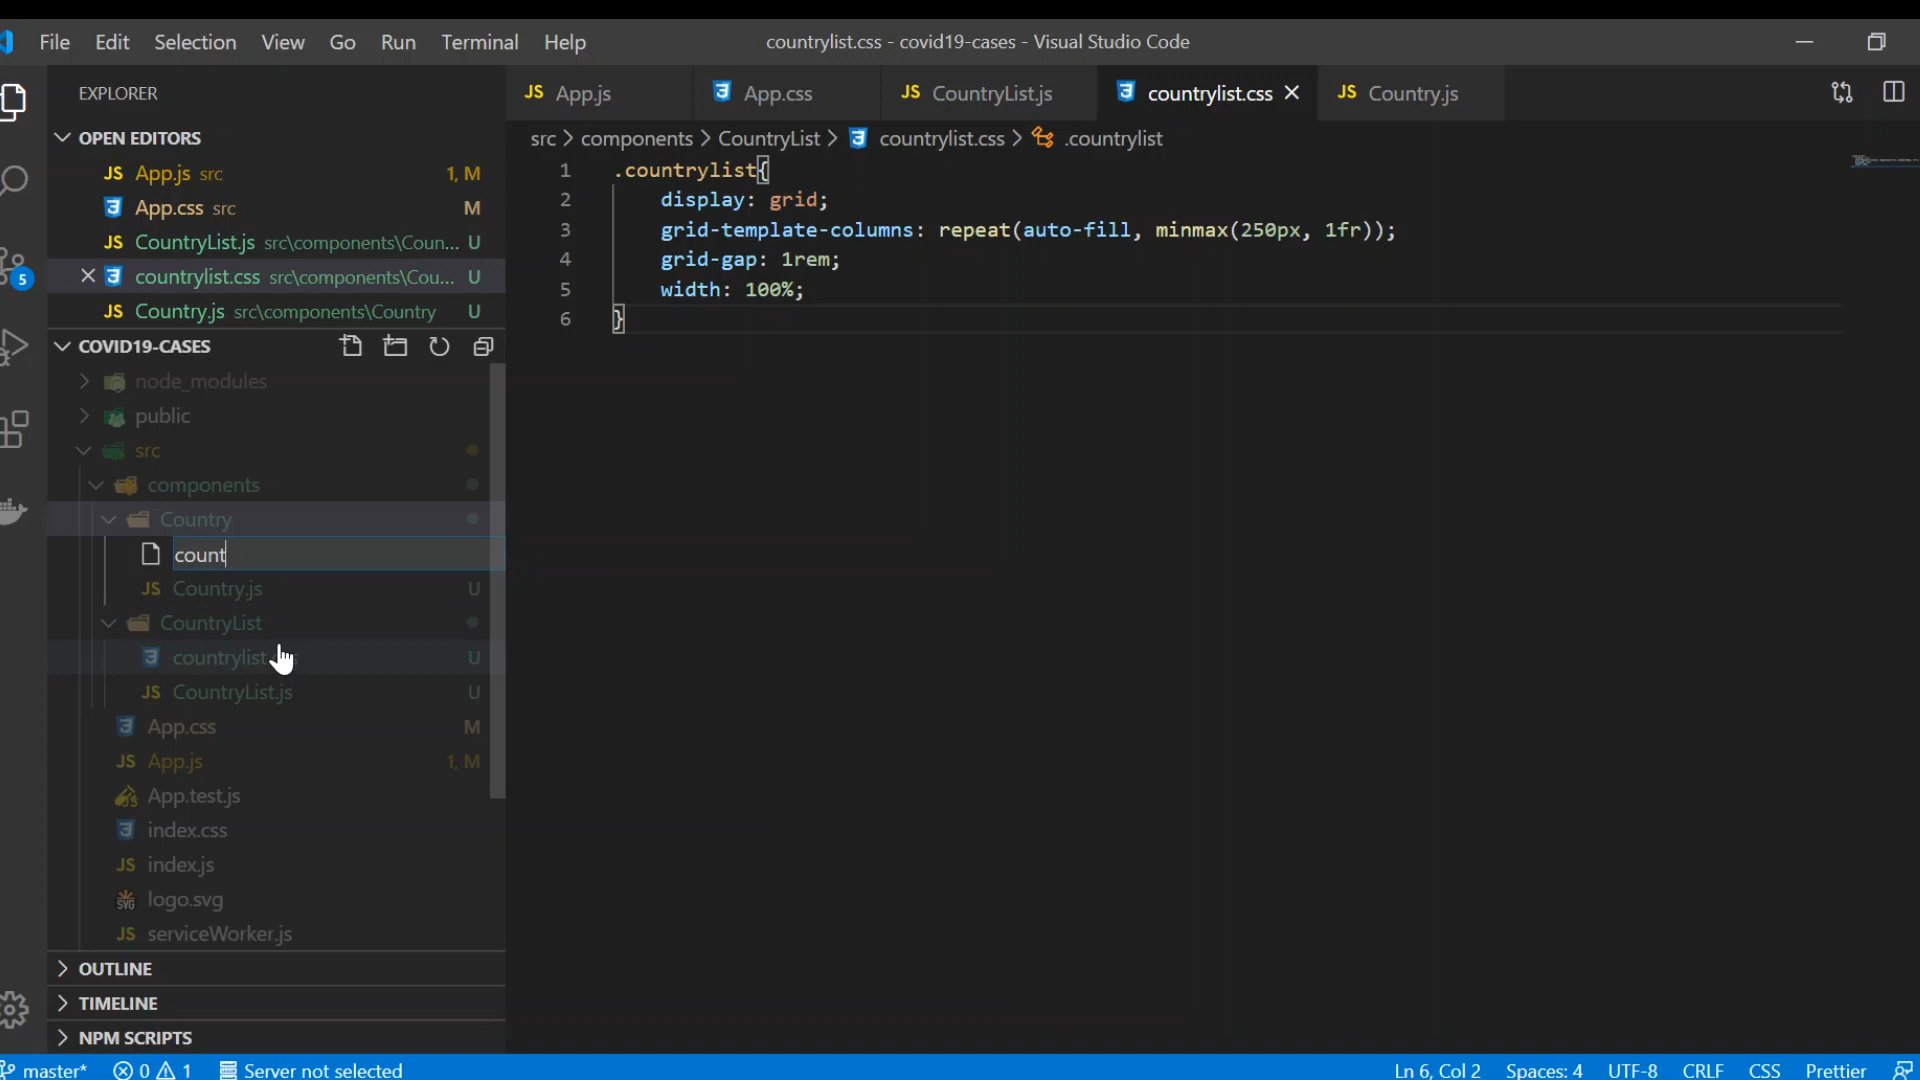 File Edit Selection View Go Run Terminal Help countrylist.css - covid19-cases - Visual Studio Code
EXPLORER
JS App.js App.css JS CountryList.js countrylist.css JS Country.js
OPEN EDITORS
JS App.js src 1, M
App.css src M
JS CountryList.js src\components\Coun... U
countrylist.css src\components\Cou... U
JS Country.js src\components\Country U
COVID19-CASES
node_modules
public
src
components
Country
count
JS Country.js U
CountryList
countrylist. U
JS CountryList.js U
App.css M
JS App.js 1, M
App.test.js
index.css
JS index.js
SVG logo.svg
JS serviceWorker.js
OUTLINE
TIMELINE
NPM SCRIPTS
src > components > CountryList > countrylist.css > .countrylist
1 .countrylist{
2 display: grid;
3 grid-template-columns: repeat(auto-fill, minmax(250px, 1fr));
4 grid-gap: 1rem;
5 width: 100%;
6 }
5
master* 0 1 Server not selected Ln 6, Col 2 Spaces: 4 UTF-8 CRLF CSS Prettier